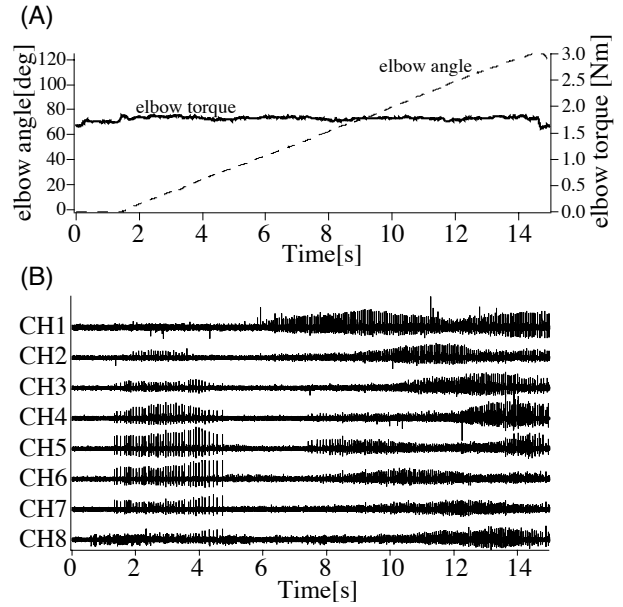 (A)
elbow angle[deg]
120
100
80
60
40
20
0
elbow torque
elbow angle
3.0
2.5
2.0
1.5
1.0
0.5
0.0
elbow torque [Nm]
0 2 4 6 8 10 12 14
Time[s]
(B)
CH1
CH2
CH3
CH4
CH5
CH6
CH7
CH8
0 2 4 6 8 10 12 14
Time[s]